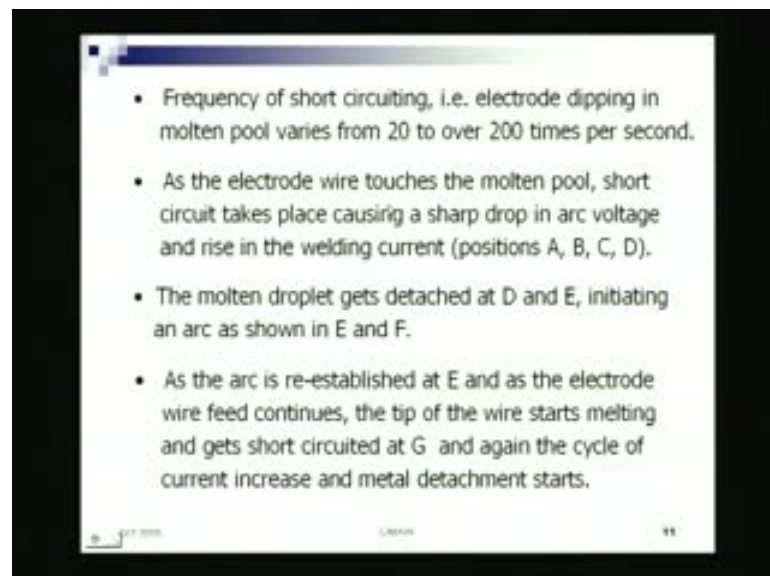 • Frequency of short circuiting, i.e. electrode dipping in
molten pool varies from 20 to over 200 times per second.
• As the electrode wire touches the molten pool, short
circuit takes place causing a sharp drop in arc voltage
and rise in the welding current (positions A, B, C, D).
• The molten droplet gets detached at D and E, initiating
an arc as shown in E and F.
• As the arc is re-established at E and as the electrode
wire feed continues, the tip of the wire starts melting
and gets short circuited at G and again the cycle of
current increase and metal detachment starts.
11